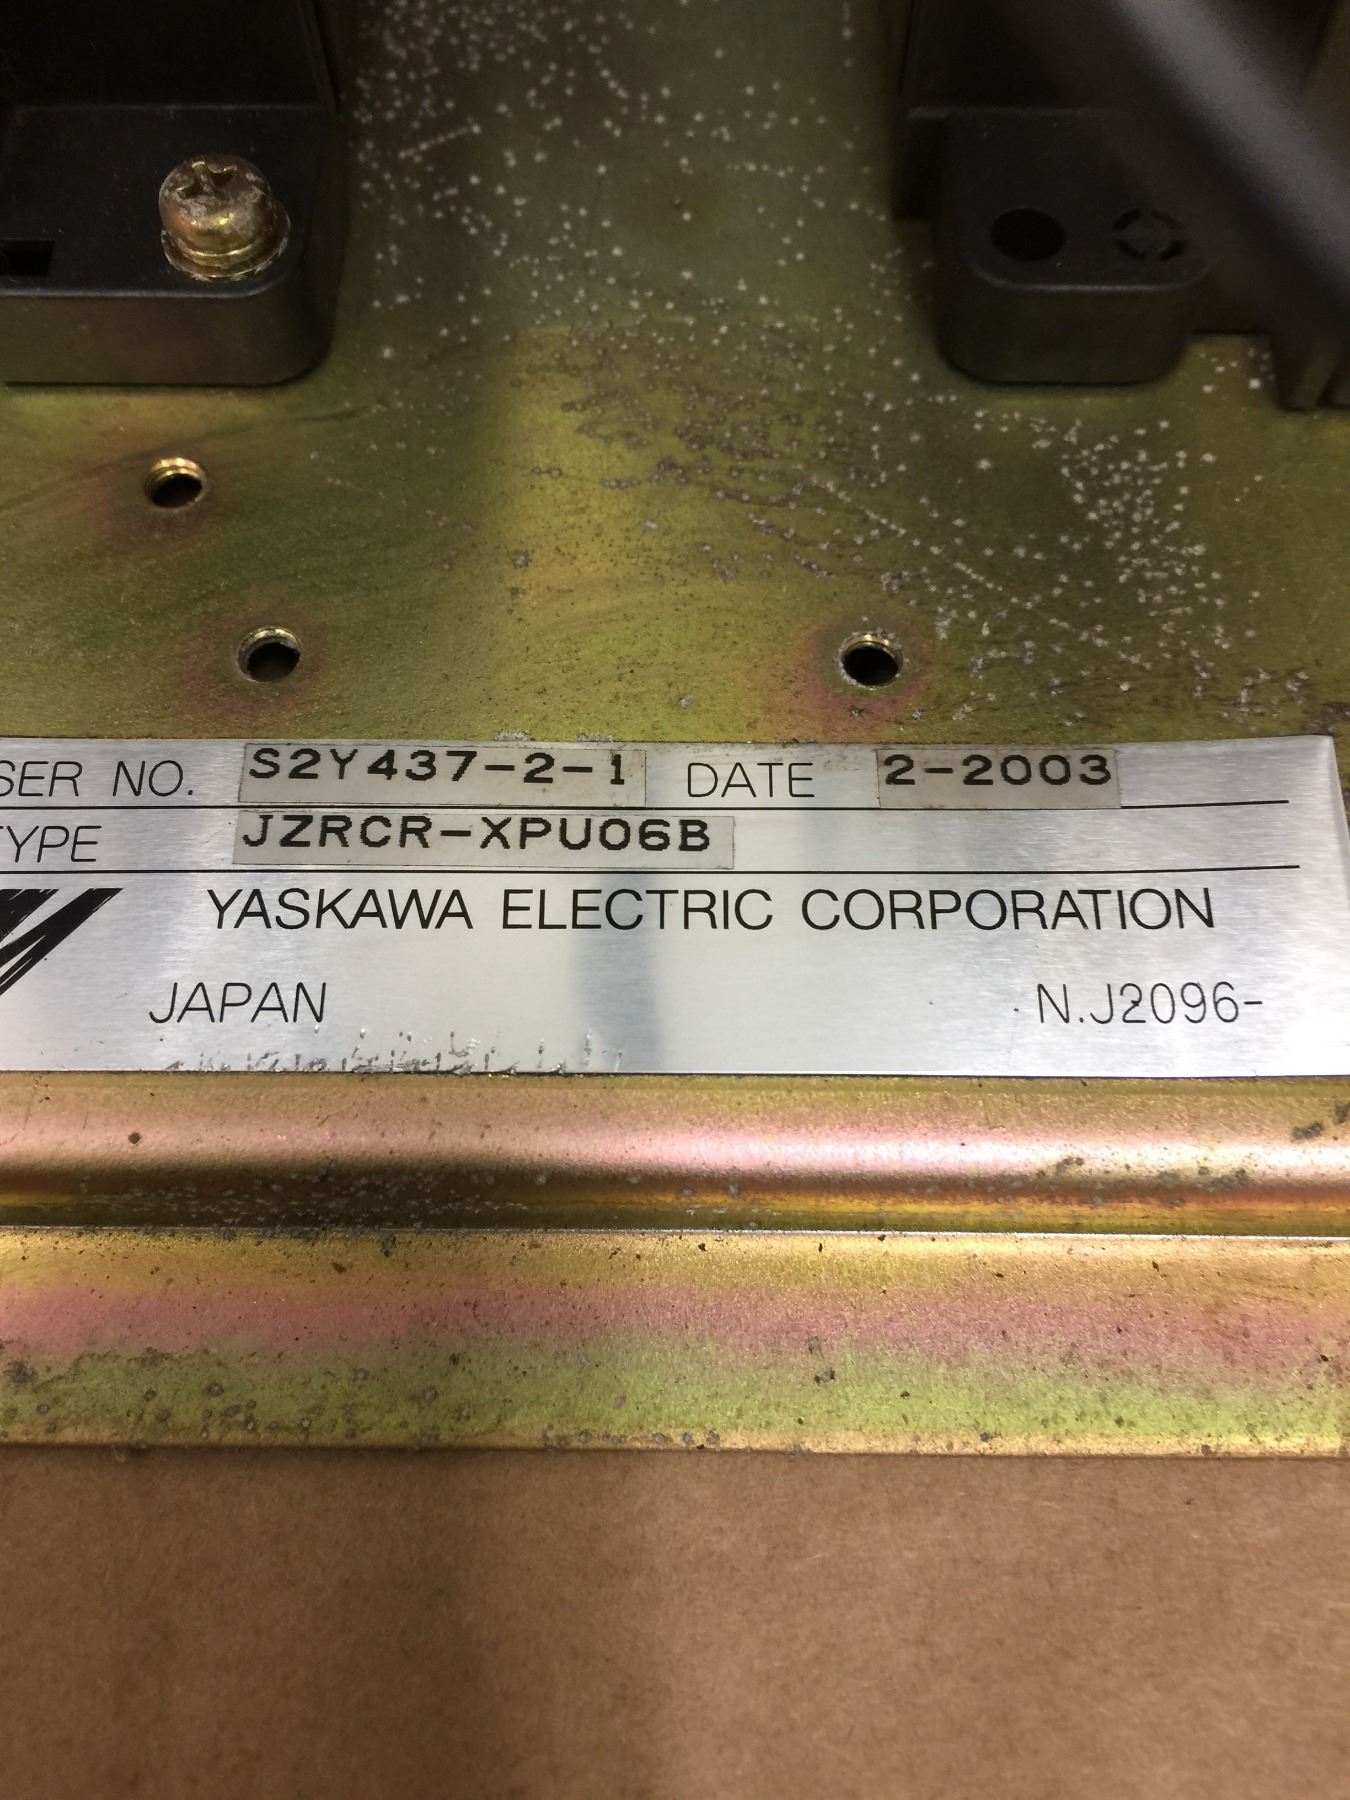 SER NO. S2Y437-2-1 DATE 2-2003
TYPE JZRCR-XPU06B
YASKAWA ELECTRIC CORPORATION
JAPAN N.J2096-